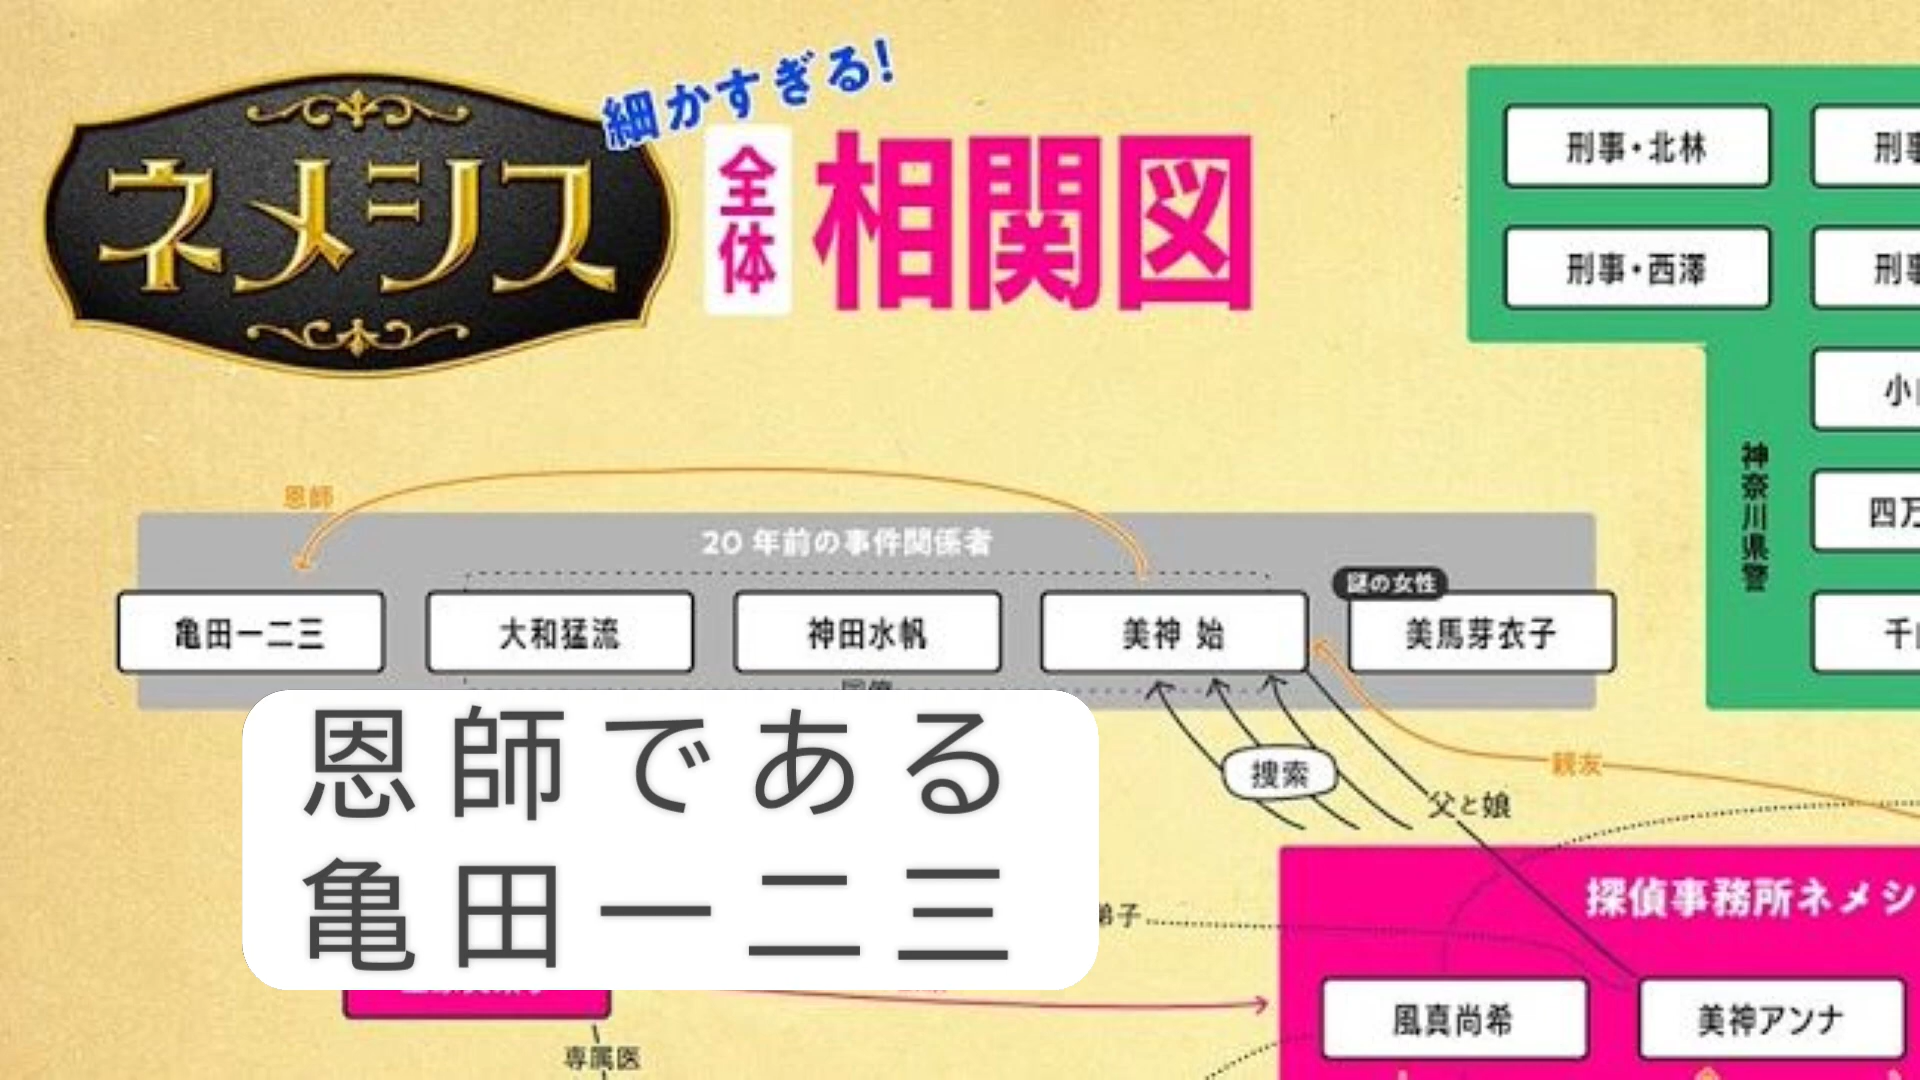 ネメシス
細かすぎる!
全体
相関図
刑事・北林
刑事・西澤
神奈川県警
恩師
20年前の事件関係者
謎の女性
亀田一二三
大和猛流
神田水帆
美神 始
美馬芽衣子
恩師である
亀田一二三
捜索
親友
父と娘
弟子
探偵事務所ネメシ
風真尚希
美神アンナ
専属医